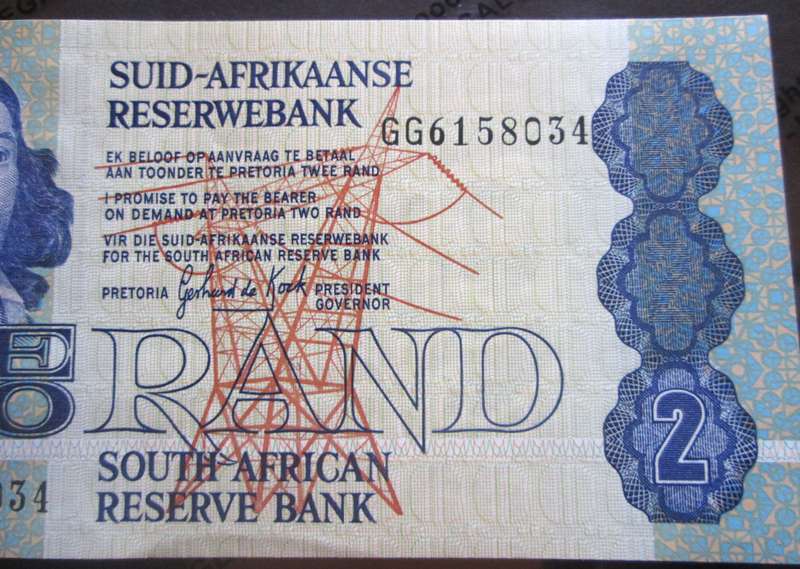 SUID-AFRIKAANSE
RESERWEBANK
GG6158034
EK BELOOF OP AANVRAAG TE BETAAL
AAN TOONDER TE PRETORIA TWEE RAND
I PROMISE TO PAY THE BEARER
ON DEMAND AT PRETORIA TWO RAND
VIR DIE SUID-AFRIKAANSE RESERWEBANK
FOR THE SOUTH AFRICAN RESERVE BANK
PRETORIA Gerhard de Kock PRESIDENT
GOVERNOR
E
O RAND
2
SOUTH AFRICAN
RESERVE BANK
034